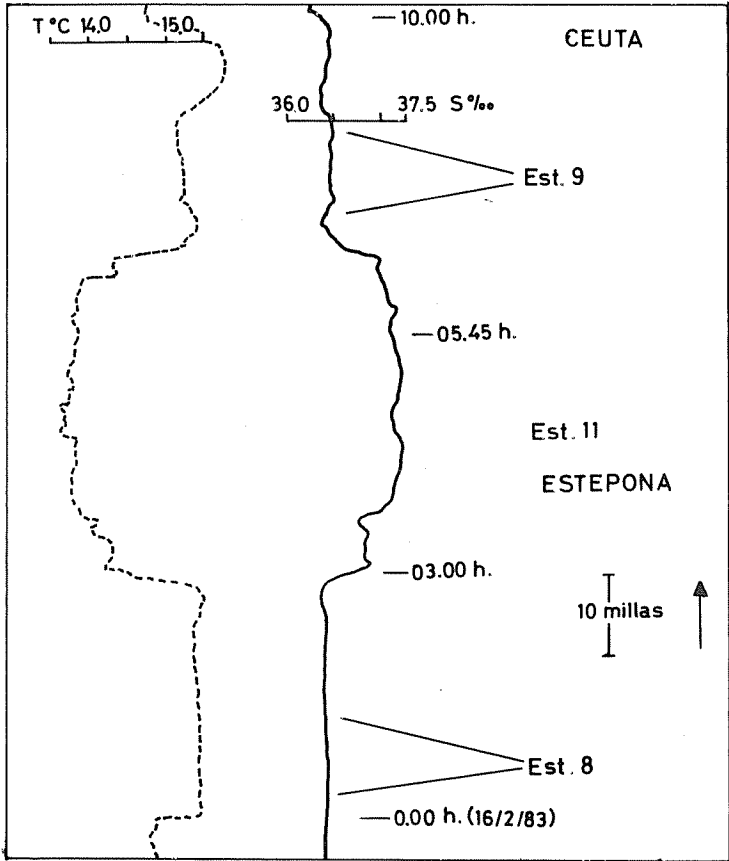 10.00 h.
T °C 14.0 15.0
CEUTA
36.0 37.5 S‰
Est. 9
05.45 h.
Est. 11
ESTEPONA
03.00 h.
10 millas
Est. 8
0.00 h. (16/2/83)